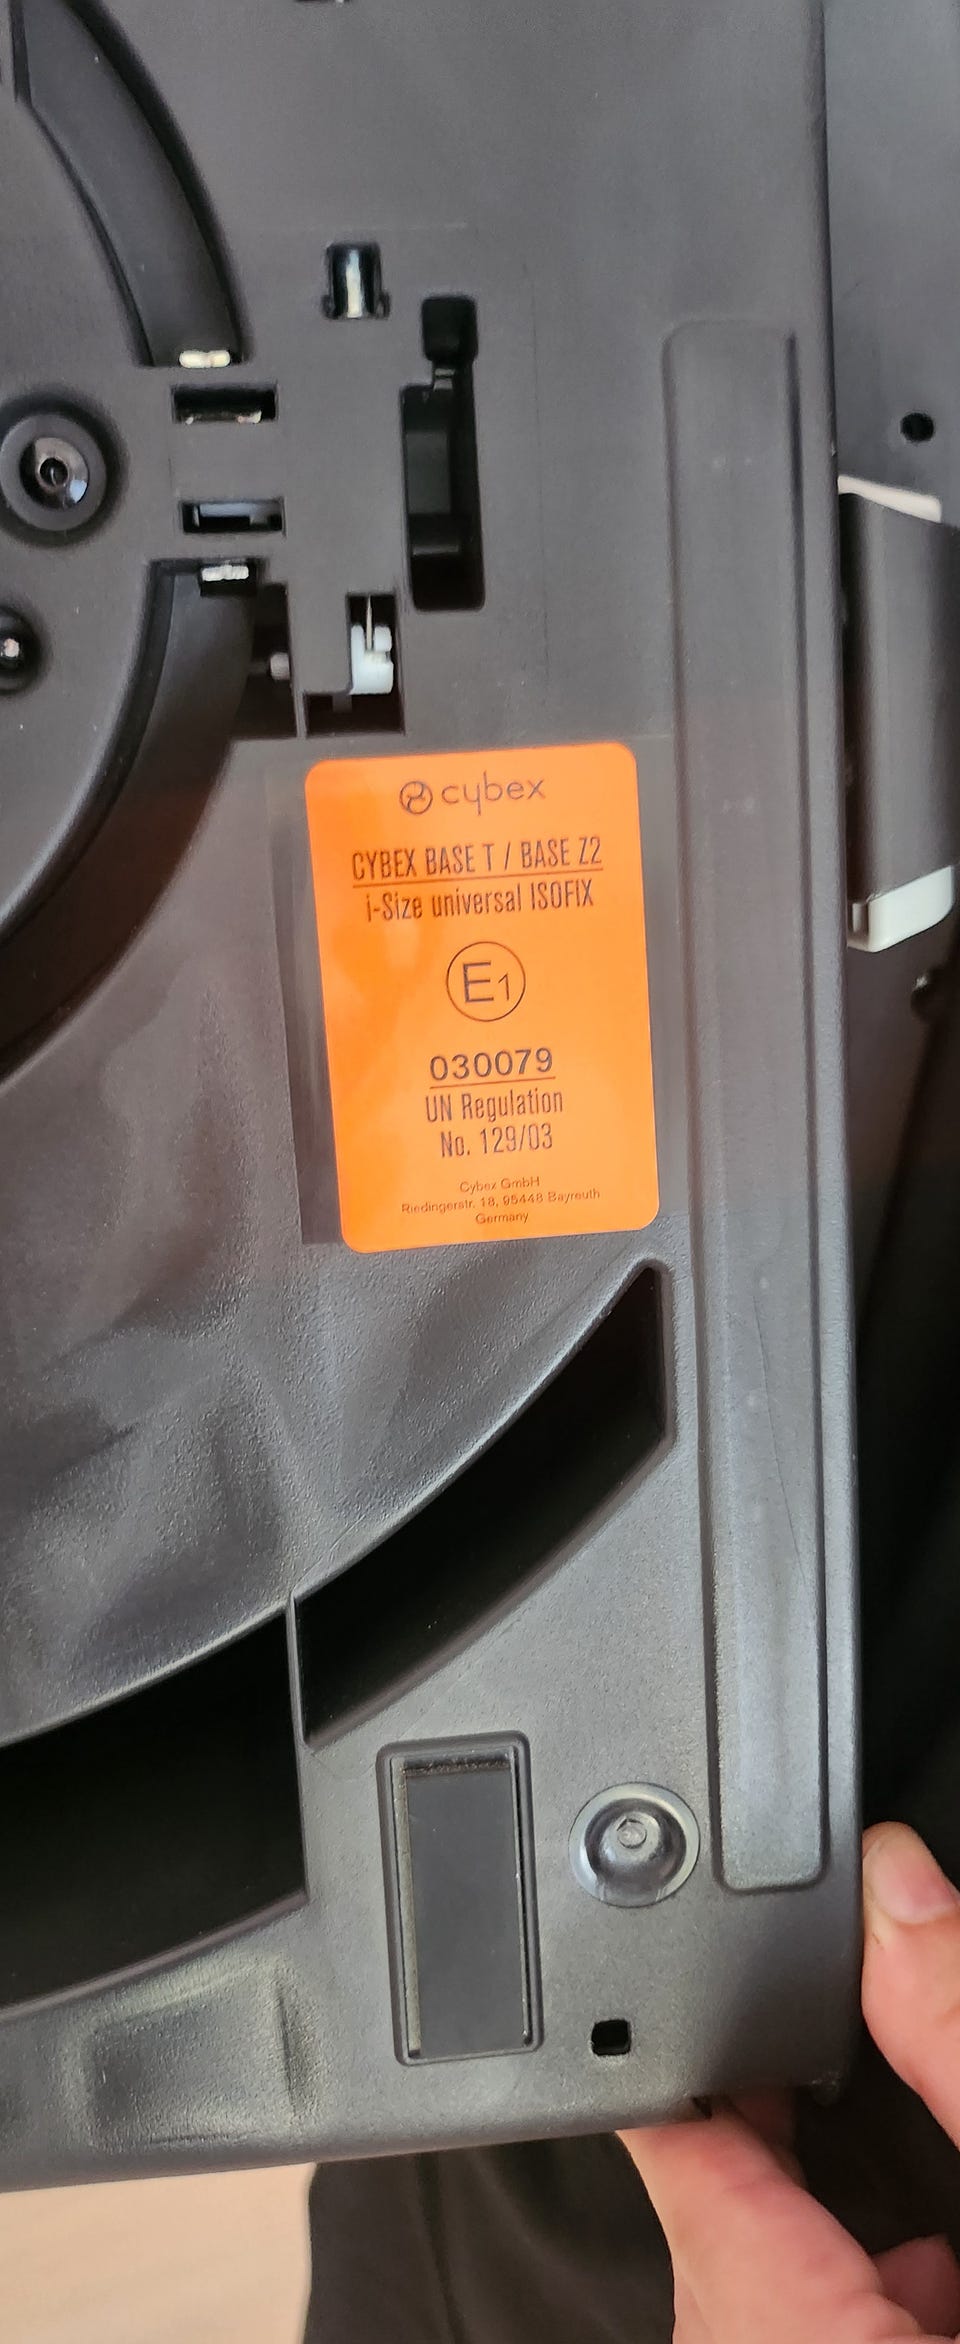 cybex
CYBEX BASE T / BASE Z2
i-Size universal ISOFIX
E1
030079
UN Regulation
No. 129/03
Cybex GmbH
Riedingerstr. 18, 95448 Bayreuth
Germany